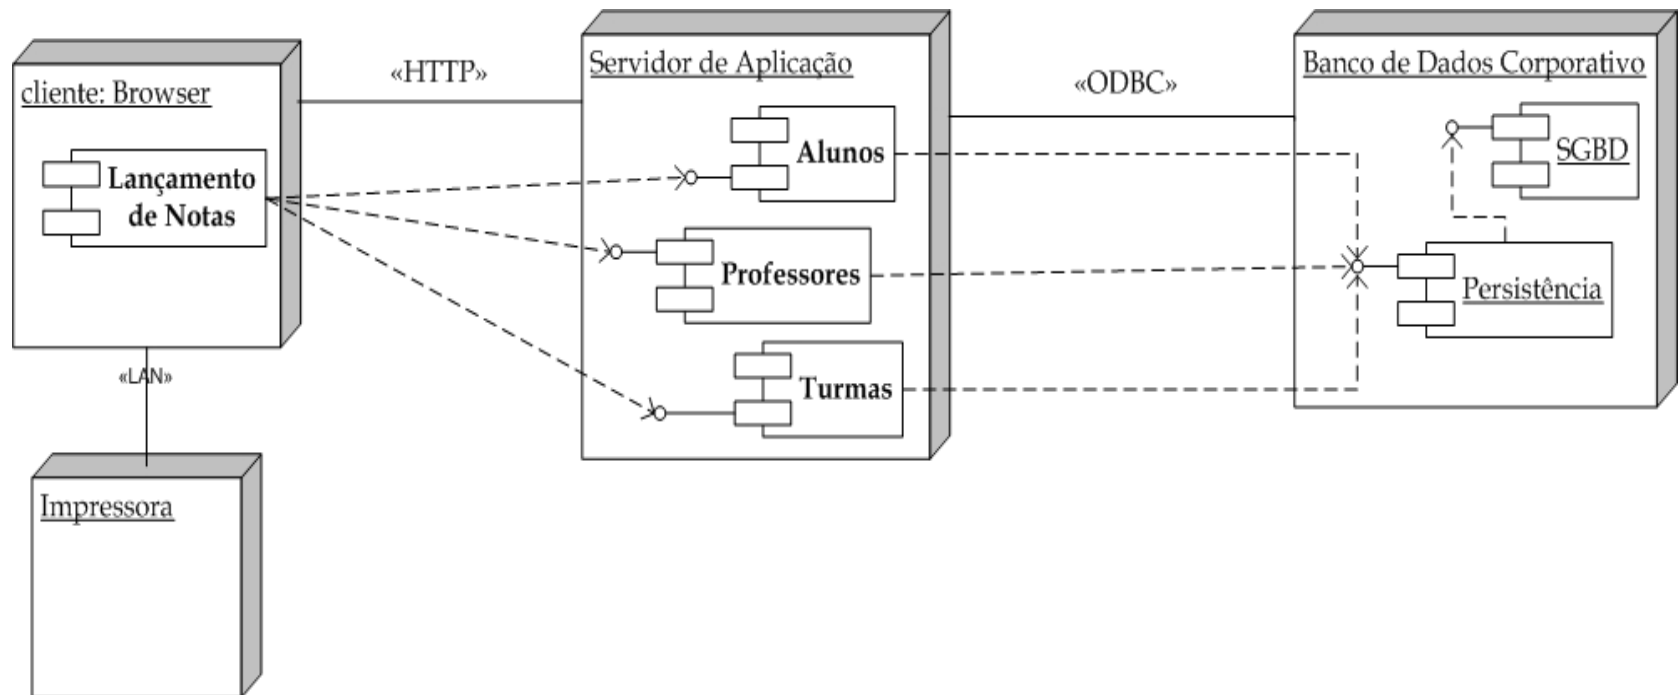 cliente: Browser
Lançamento
de Notas
«HTTP»
Servidor de Aplicação
Alunos
Professores
Turmas
«ODBC»
Banco de Dados Corporativo
SGBD
Persistência
«LAN»
Impressora